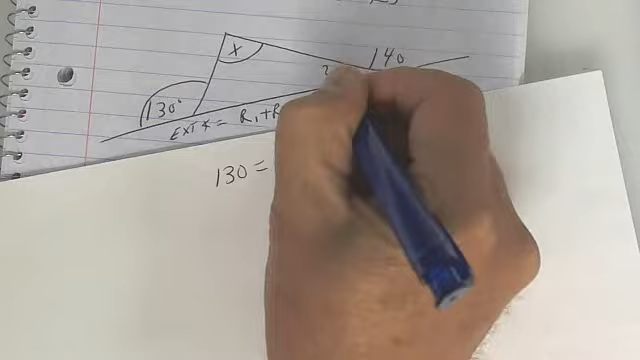 x
140
?
130°
EXT ∠ = R₁+R
130 =